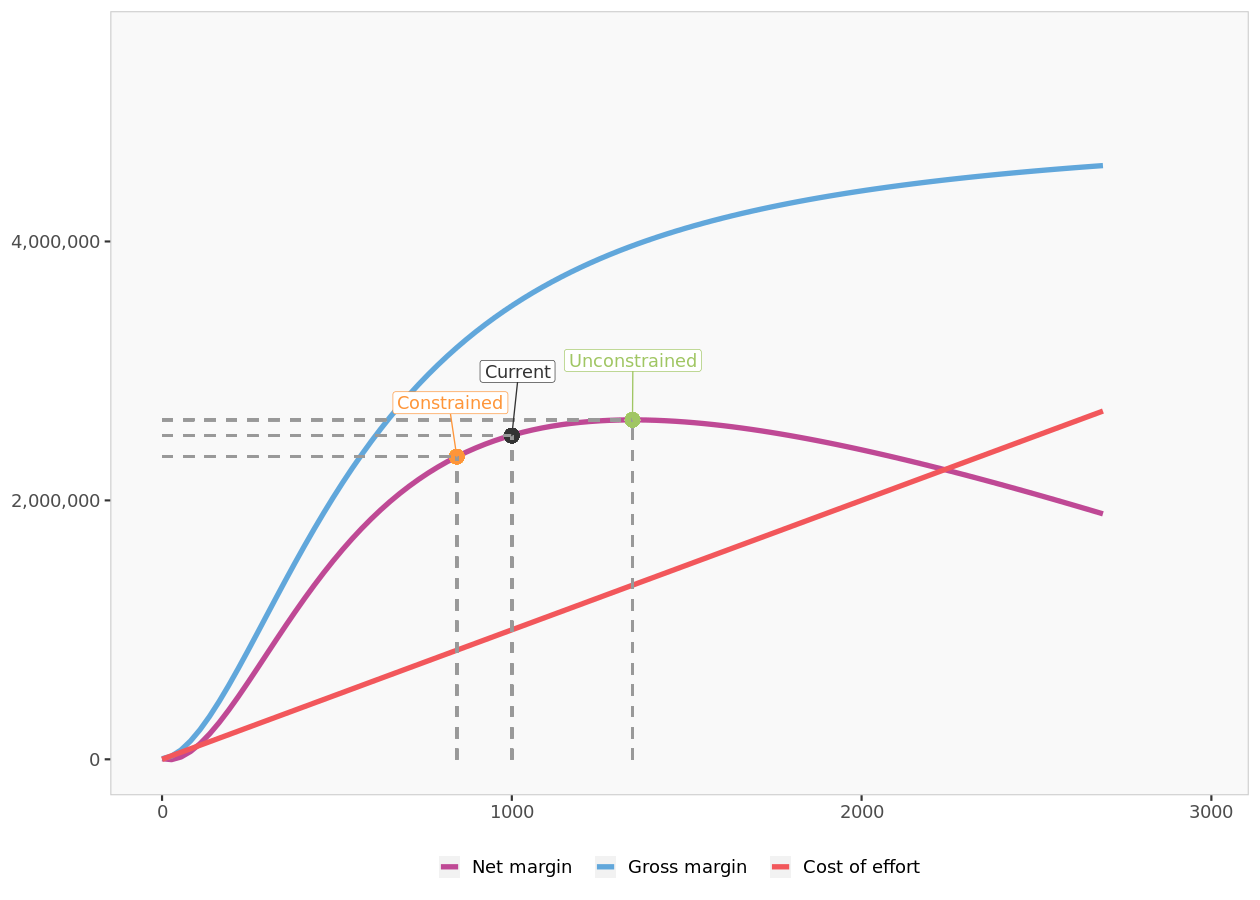 4,000,000
Unconstrained
Current
Constrained
2,000,000
0
0 1000 2000 3000
Net margin Gross margin Cost of effort